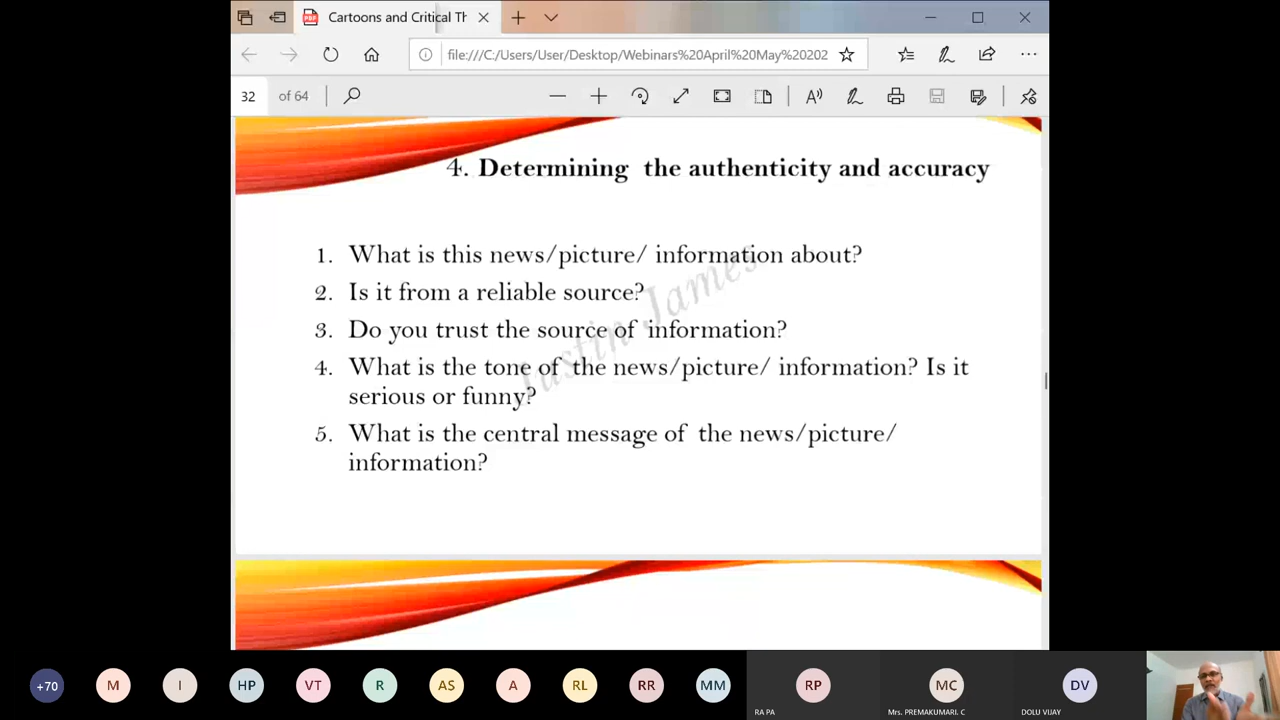 Cartoons and Critical Th
file:///C:/Users/User/Desktop/Webinars%20April%20May%20202
32 of 64
4. Determining the authenticity and accuracy
1. What is this news/picture/ information about?
2. Is it from a reliable source?
3. Do you trust the source of information?
4. What is the tone of the news/picture/ information? Is it
serious or funny?
5. What is the central message of the news/picture/
information?
Justin James
+70 M I HP VT R AS A RL RR MM RP MC DV
RA PA Mrs. PREMAKUMARI. C DOLU VIJAY